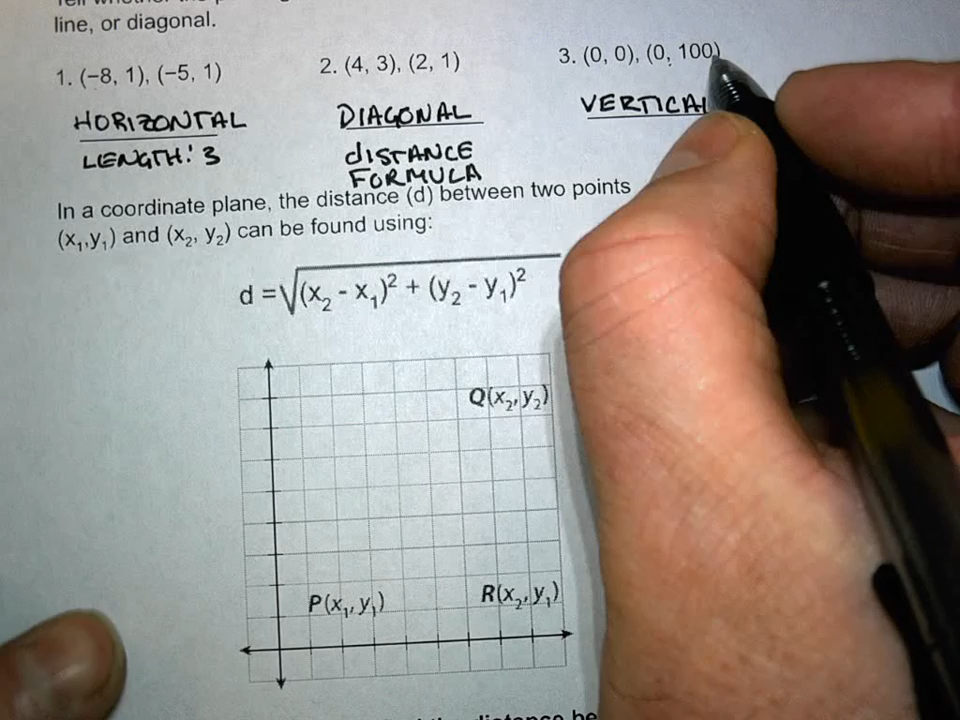 line, or diagonal.
1. (−8, 1), (−5, 1)
2. (4, 3), (2, 1)
3. (0, 0), (0, 100)
HORIZONTAL
LENGTH: 3
DIAGONAL
dISTANCE
FORMULA
VERTICAL
In a coordinate plane, the distance (d) between two points
(x₁,y₁) and (x₂, y₂) can be found using:
d = √(x₂ - x₁)² + (y₂ - y₁)²
Q(x₂, y₂)
P(x₁, y₁)
R(x₂, y₁)